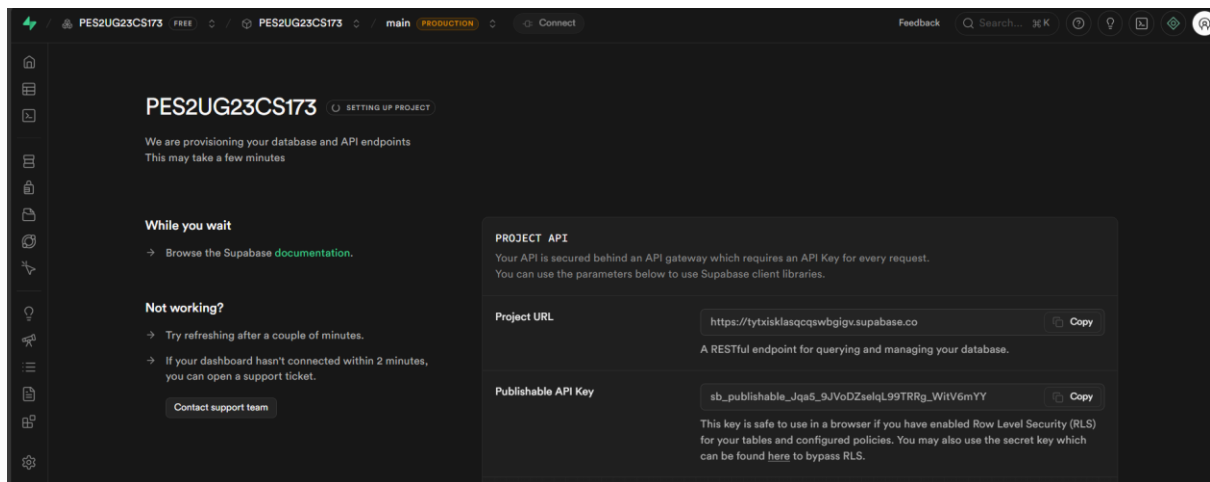 PES2UG23CS173 FREE / PES2UG23CS173 / main PRODUCTION Connect Feedback Search... ⌘K
PES2UG23CS173 SETTING UP PROJECT
We are provisioning your database and API endpoints
This may take a few minutes
While you wait
→ Browse the Supabase documentation.
Not working?
→ Try refreshing after a couple of minutes.
→ If your dashboard hasn't connected within 2 minutes,
you can open a support ticket.
Contact support team
PROJECT API
Your API is secured behind an API gateway which requires an API Key for every request.
You can use the parameters below to use Supabase client libraries.
Project URL
https://tytxisklasqcqswbgigv.supabase.co Copy
A RESTful endpoint for querying and managing your database.
Publishable API Key
sb_publishable_Jqa5_9JVoDZselqL99TRRg_WitV6mYY Copy
This key is safe to use in a browser if you have enabled Row Level Security (RLS)
for your tables and configured policies. You may also use the secret key which
can be found here to bypass RLS.